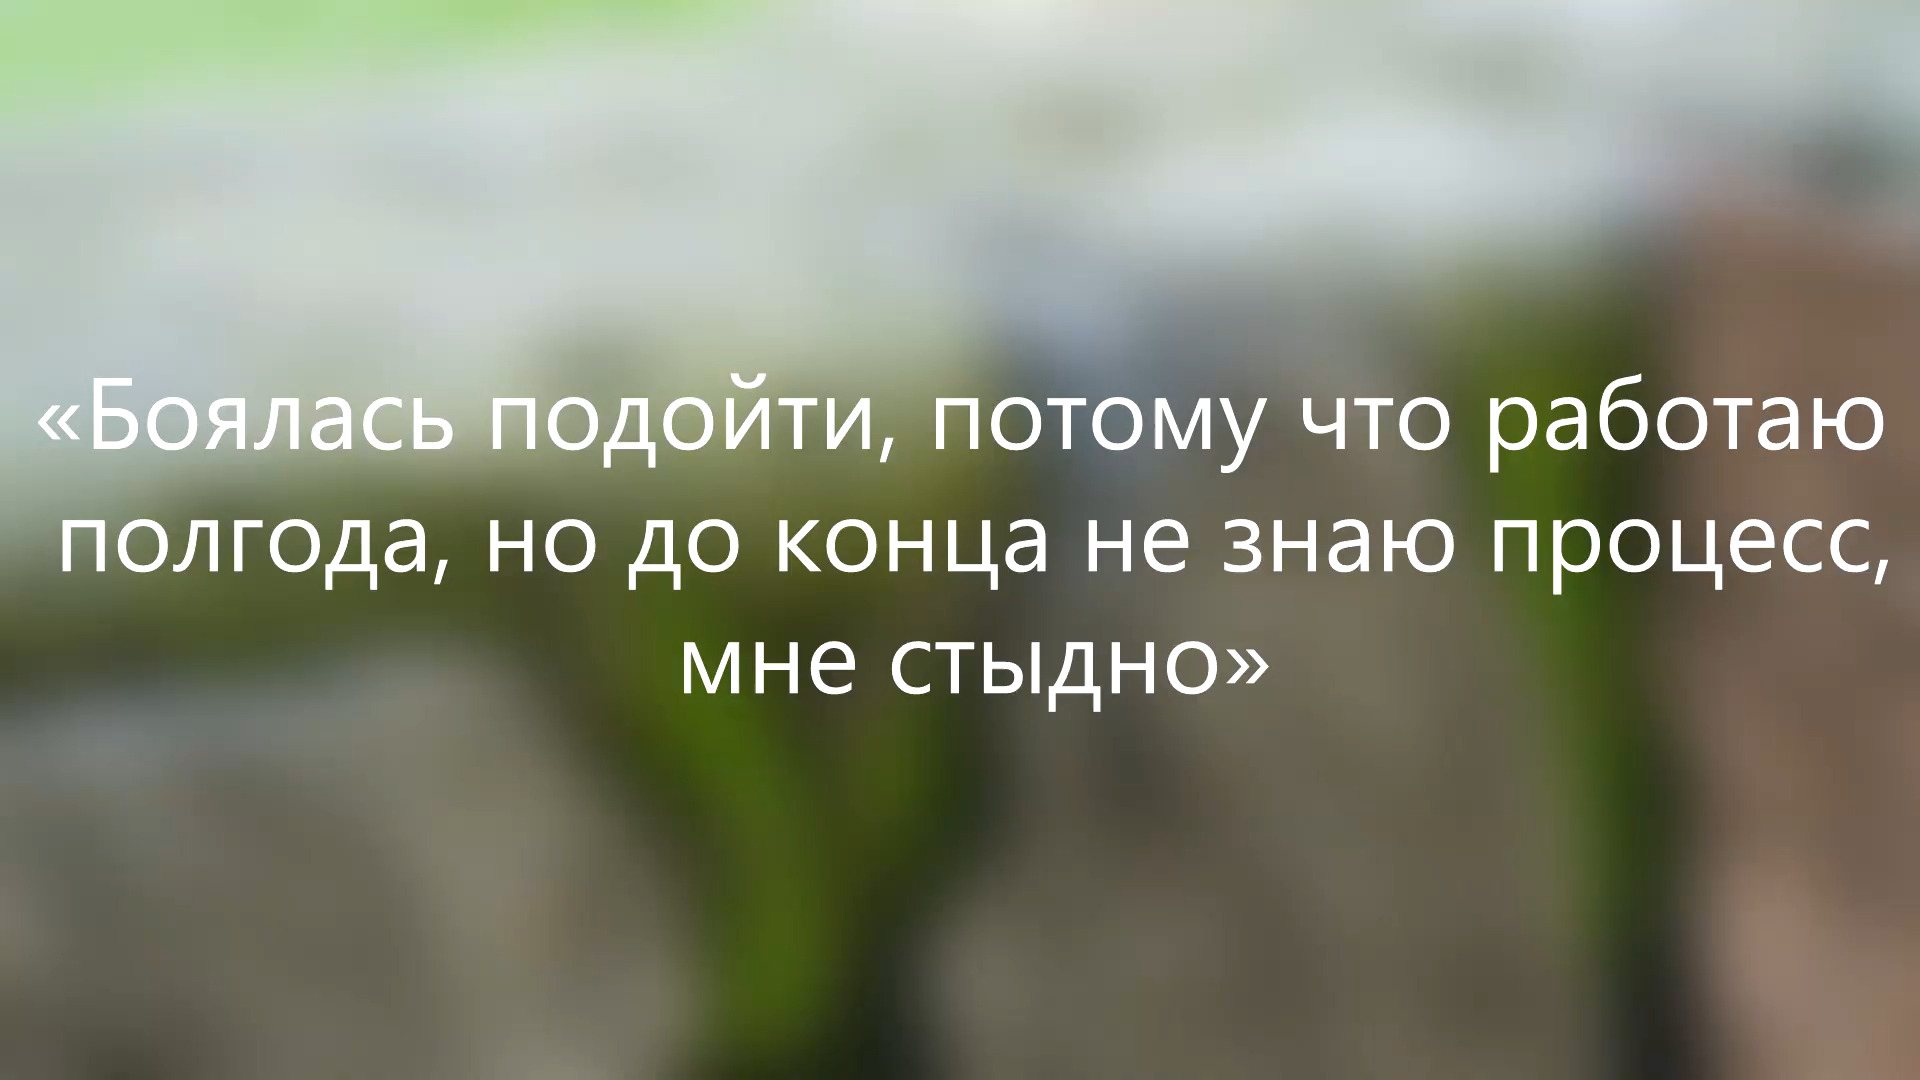 «Боялась подойти, потому что работаю
полгода, но до конца не знаю процесс,
мне стыдно»